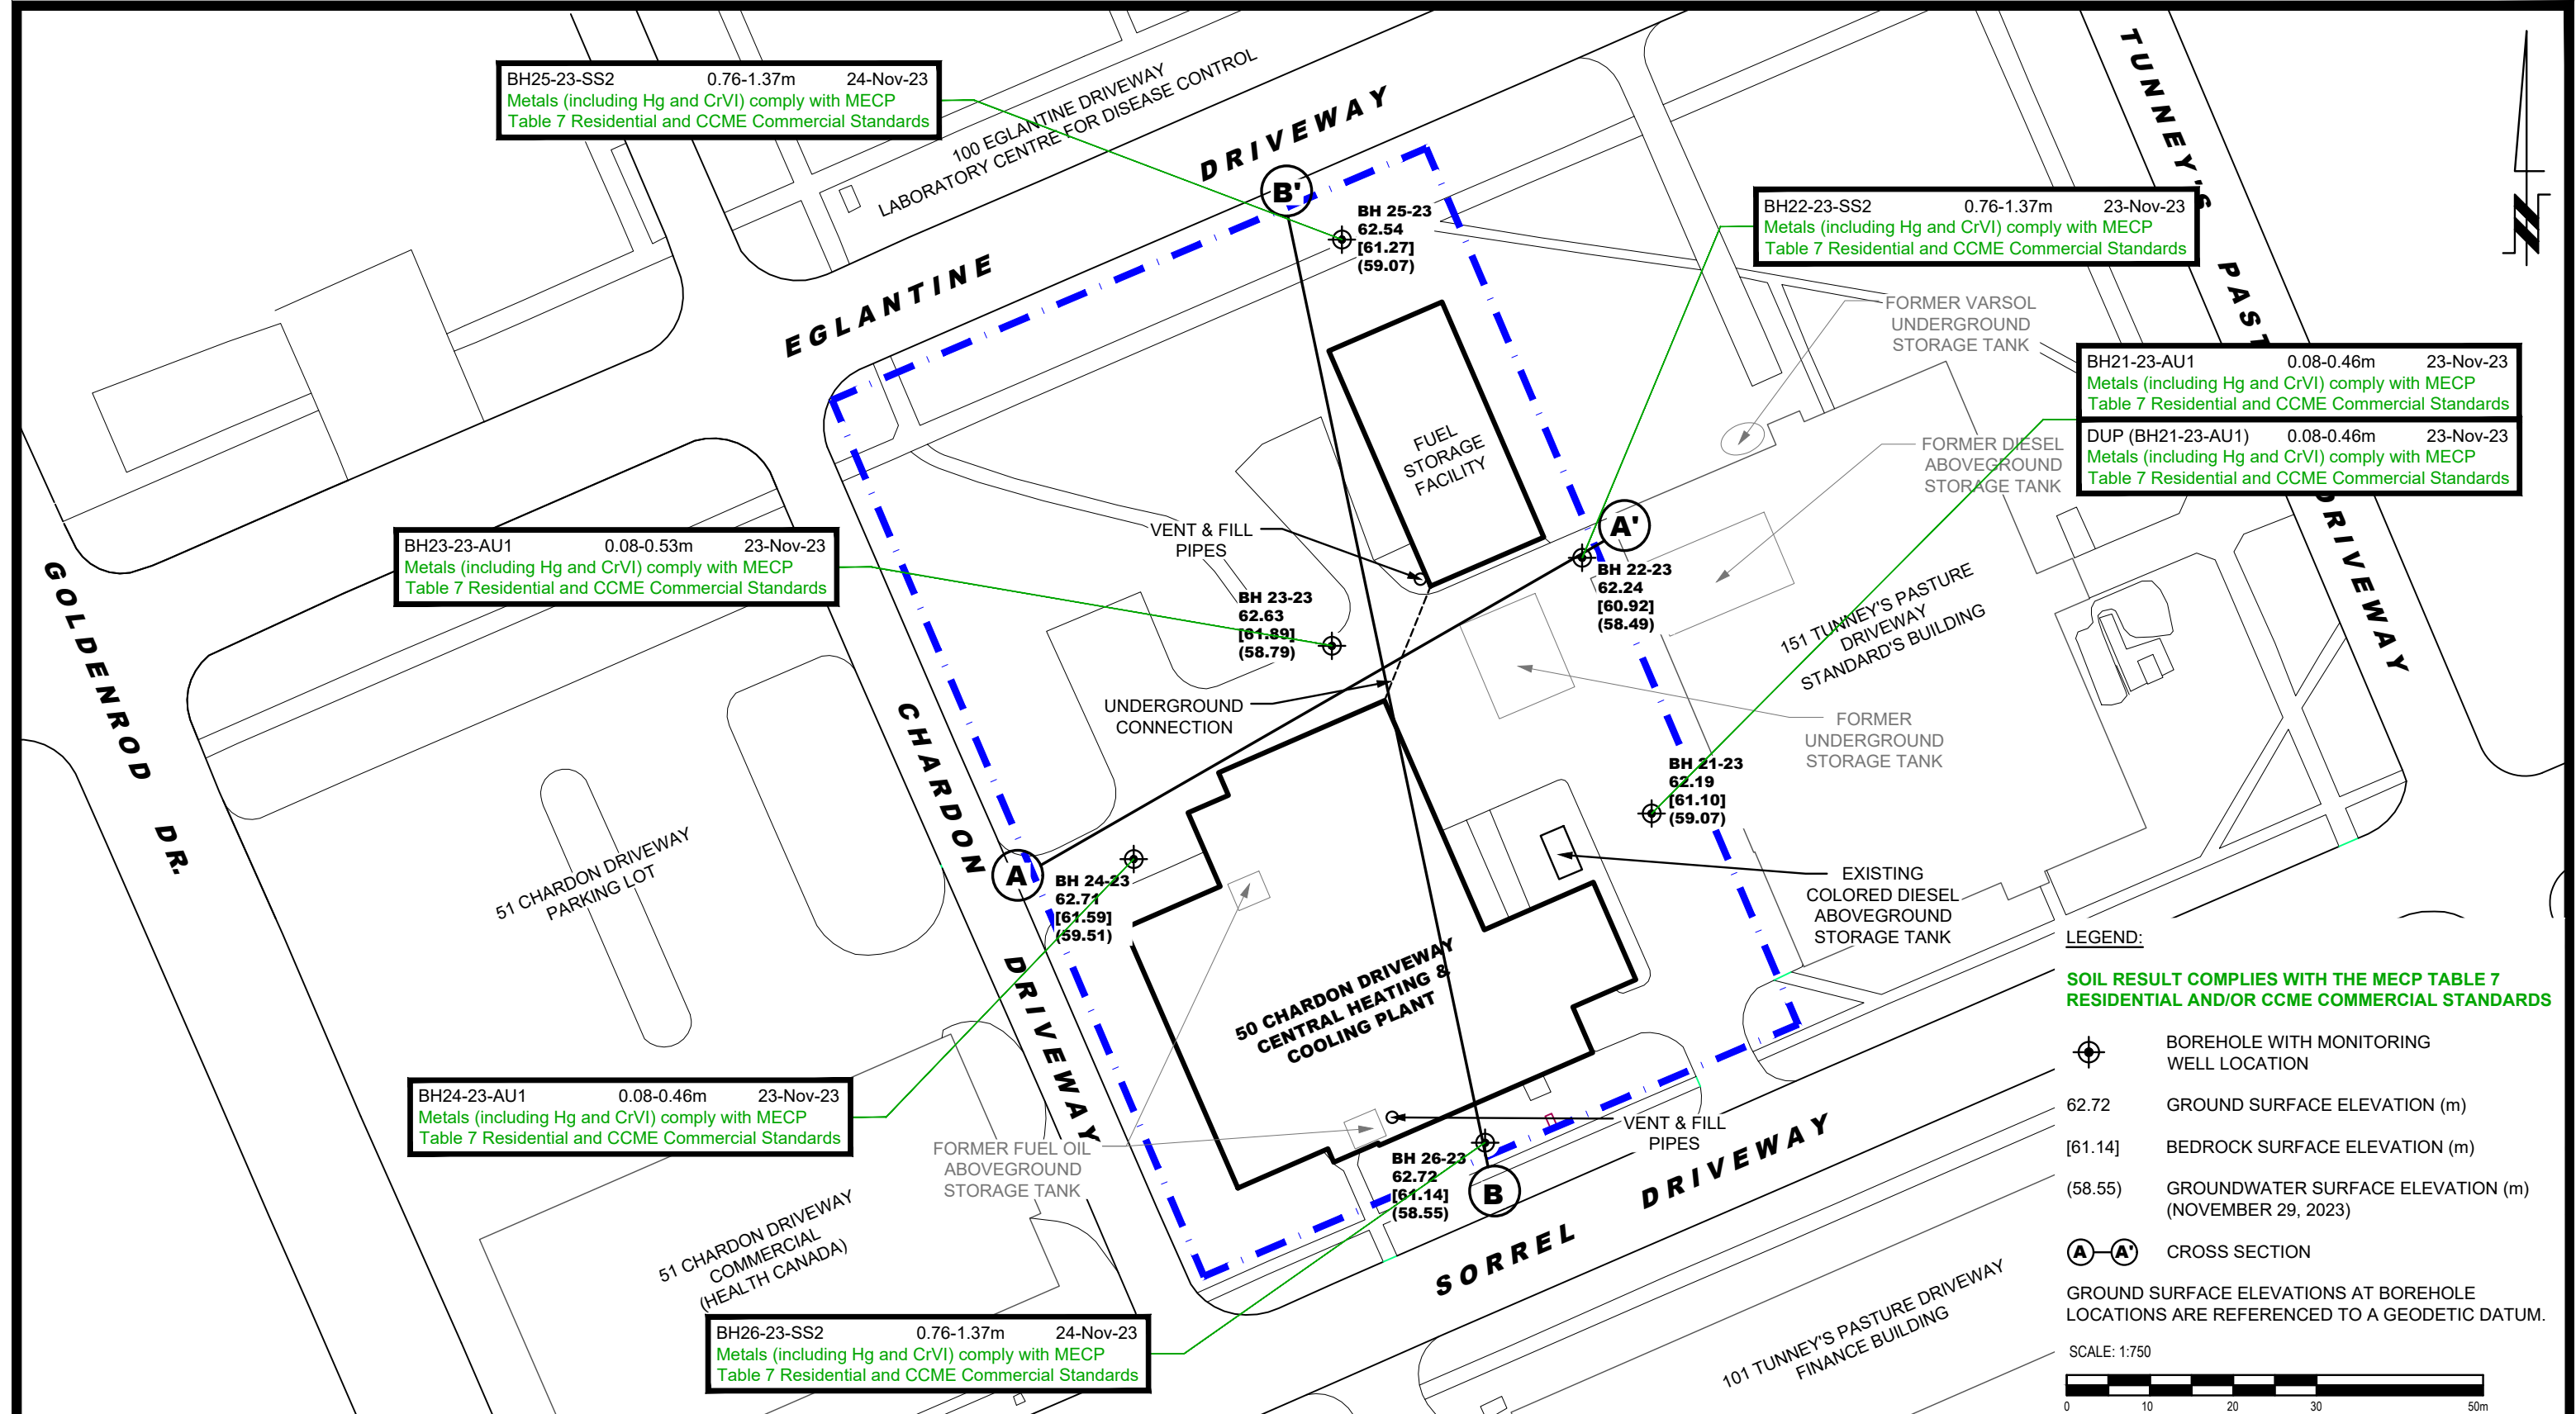 BH25-23-SS2 0.76-1.37m 24-Nov-23
Metals (including Hg and CrVI) comply with MECP
Table 7 Residential and CCME Commercial Standards
100 EGLANTINE DRIVEWAY
LABORATORY CENTRE FOR DISEASE CONTROL
EGLANTINE DRIVEWAY
TUNNEY'S PAST DRIVEWAY
B'
BH 25-23
62.54
[61.27]
(59.07)
BH22-23-SS2 0.76-1.37m 23-Nov-23
Metals (including Hg and CrVI) comply with MECP
Table 7 Residential and CCME Commercial Standards
FORMER VARSOL
UNDERGROUND
STORAGE TANK
BH21-23-AU1 0.08-0.46m 23-Nov-23
Metals (including Hg and CrVI) comply with MECP
Table 7 Residential and CCME Commercial Standards
DUP (BH21-23-AU1) 0.08-0.46m 23-Nov-23
Metals (including Hg and CrVI) comply with MECP
Table 7 Residential and CCME Commercial Standards
FORMER DIESEL
ABOVEGROUND
STORAGE TANK
FUEL
STORAGE
FACILITY
VENT & FILL
PIPES
A'
BH 22-23
62.24
[60.92]
(58.49)
BH23-23-AU1 0.08-0.53m 23-Nov-23
Metals (including Hg and CrVI) comply with MECP
Table 7 Residential and CCME Commercial Standards
BH 23-23
62.63
[61.89]
(58.79)
151 TUNNEY'S PASTURE
DRIVEWAY
STANDARD'S BUILDING
GOLDENROD DR.
CHARDON DRIVEWAY
UNDERGROUND
CONNECTION
FORMER
UNDERGROUND
STORAGE TANK
BH 21-23
62.19
[61.10]
(59.07)
51 CHARDON DRIVEWAY
PARKING LOT
A
BH 24-23
62.71
[61.59]
(59.51)
EXISTING
COLORED DIESEL
ABOVEGROUND
STORAGE TANK
50 CHARDON DRIVEWAY
CENTRAL HEATING &
COOLING PLANT
BH24-23-AU1 0.08-0.46m 23-Nov-23
Metals (including Hg and CrVI) comply with MECP
Table 7 Residential and CCME Commercial Standards
FORMER FUEL OIL
ABOVEGROUND
STORAGE TANK
VENT & FILL
PIPES
BH 26-23
62.72
[61.14]
(58.55)
B
SORREL DRIVEWAY
51 CHARDON DRIVEWAY
COMMERCIAL
(HEALTH CANADA)
BH26-23-SS2 0.76-1.37m 24-Nov-23
Metals (including Hg and CrVI) comply with MECP
Table 7 Residential and CCME Commercial Standards
101 TUNNEY'S PASTURE DRIVEWAY
FINANCE BUILDING
LEGEND:
SOIL RESULT COMPLIES WITH THE MECP TABLE 7
RESIDENTIAL AND/OR CCME COMMERCIAL STANDARDS
BOREHOLE WITH MONITORING
WELL LOCATION
62.72 GROUND SURFACE ELEVATION (m)
[61.14] BEDROCK SURFACE ELEVATION (m)
(58.55) GROUNDWATER SURFACE ELEVATION (m)
(NOVEMBER 29, 2023)
A A' CROSS SECTION
GROUND SURFACE ELEVATIONS AT BOREHOLE
LOCATIONS ARE REFERENCED TO A GEODETIC DATUM.
SCALE: 1:750
0 10 20 30 50m